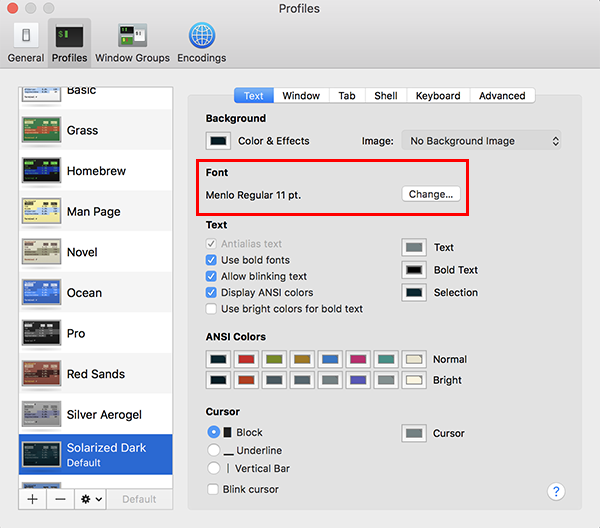 Profiles
General
Profiles
Window Groups
Encodings
Basic
Grass
Homebrew
Man Page
Novel
Ocean
Pro
Red Sands
Silver Aerogel
Solarized Dark
Default
Default
Text Window Tab Shell Keyboard Advanced
Background
Color & Effects Image: No Background Image
Font
Menlo Regular 11 pt. Change...
Text
Antialias text Text
Use bold fonts
Bold Text
Allow blinking text
Display ANSI colors Selection
Use bright colors for bold text
ANSI Colors
Normal
Bright
Cursor
Block Cursor
Underline
Vertical Bar
Blink cursor
?